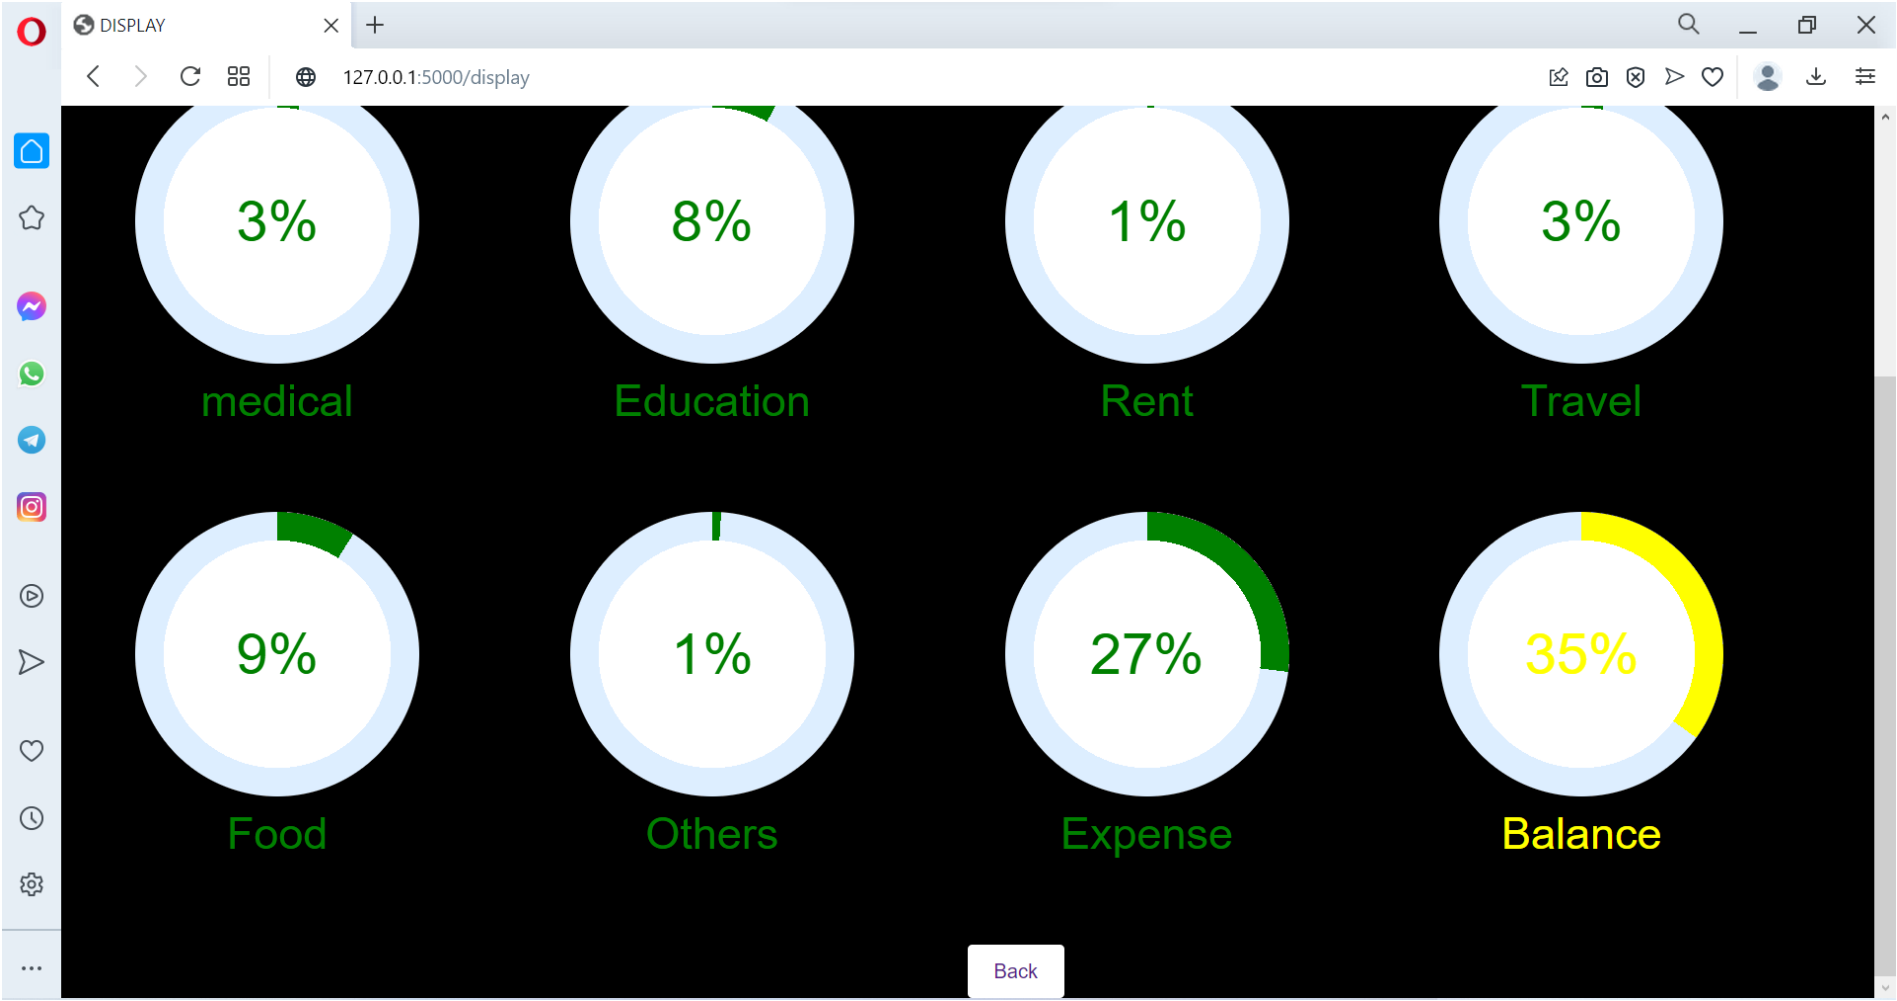 DISPLAY
127.0.0.1:5000/display
3% 8% 1% 3%
medical Education Rent Travel
9% 1% 27% 35%
Food Others Expense Balance
Back